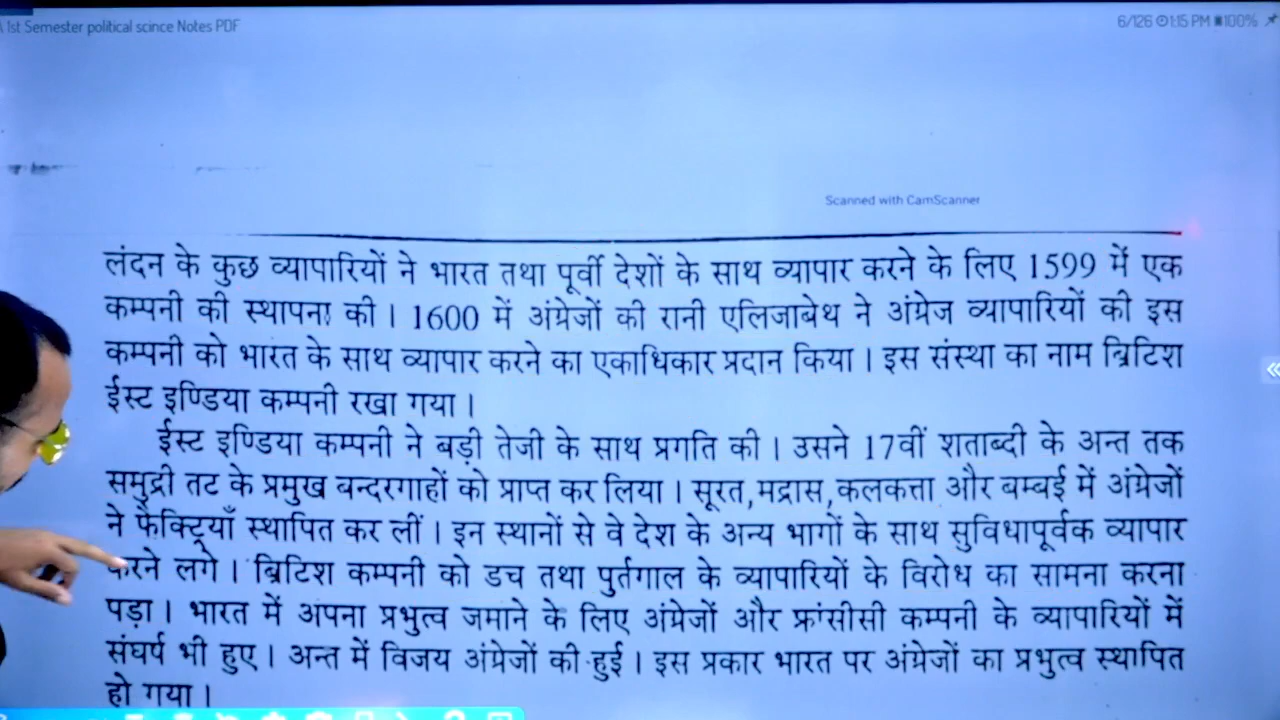 1st Semester political scince Notes PDF
6/126 1:15 PM 100%
Scanned with CamScanner
लंदन के कुछ व्यापारियों ने भारत तथा पूर्वी देशों के साथ व्यापार करने के लिए 1599 में एक
कम्पनी की स्थापना की । 1600 में अंग्रेजों की रानी एलिजाबेथ ने अंग्रेज व्यापारियों की इस
कम्पनी को भारत के साथ व्यापार करने का एकाधिकार प्रदान किया । इस संस्था का नाम ब्रिटिश
ईस्ट इण्डिया कम्पनी रखा गया ।
ईस्ट इण्डिया कम्पनी ने बड़ी तेजी के साथ प्रगति की । उसने 17वीं शताब्दी के अन्त तक
समुद्री तट के प्रमुख बन्दरगाहों को प्राप्त कर लिया । सूरत, मद्रास, कलकत्ता और बम्बई में अंग्रेजों
ने फैक्ट्रियाँ स्थापित कर लीं । इन स्थानों से वे देश के अन्य भागों के साथ सुविधापूर्वक व्यापार
करने लगे । ब्रिटिश कम्पनी को डच तथा पुर्तगाल के व्यापारियों के विरोध का सामना करना
पड़ा । भारत में अपना प्रभुत्व जमाने के लिए अंग्रेजों और फ्रांसीसी कम्पनी के व्यापारियों में
संघर्ष भी हुए । अन्त में विजय अंग्रेजों की हुई । इस प्रकार भारत पर अंग्रेजों का प्रभुत्व स्थापित
हो गया ।